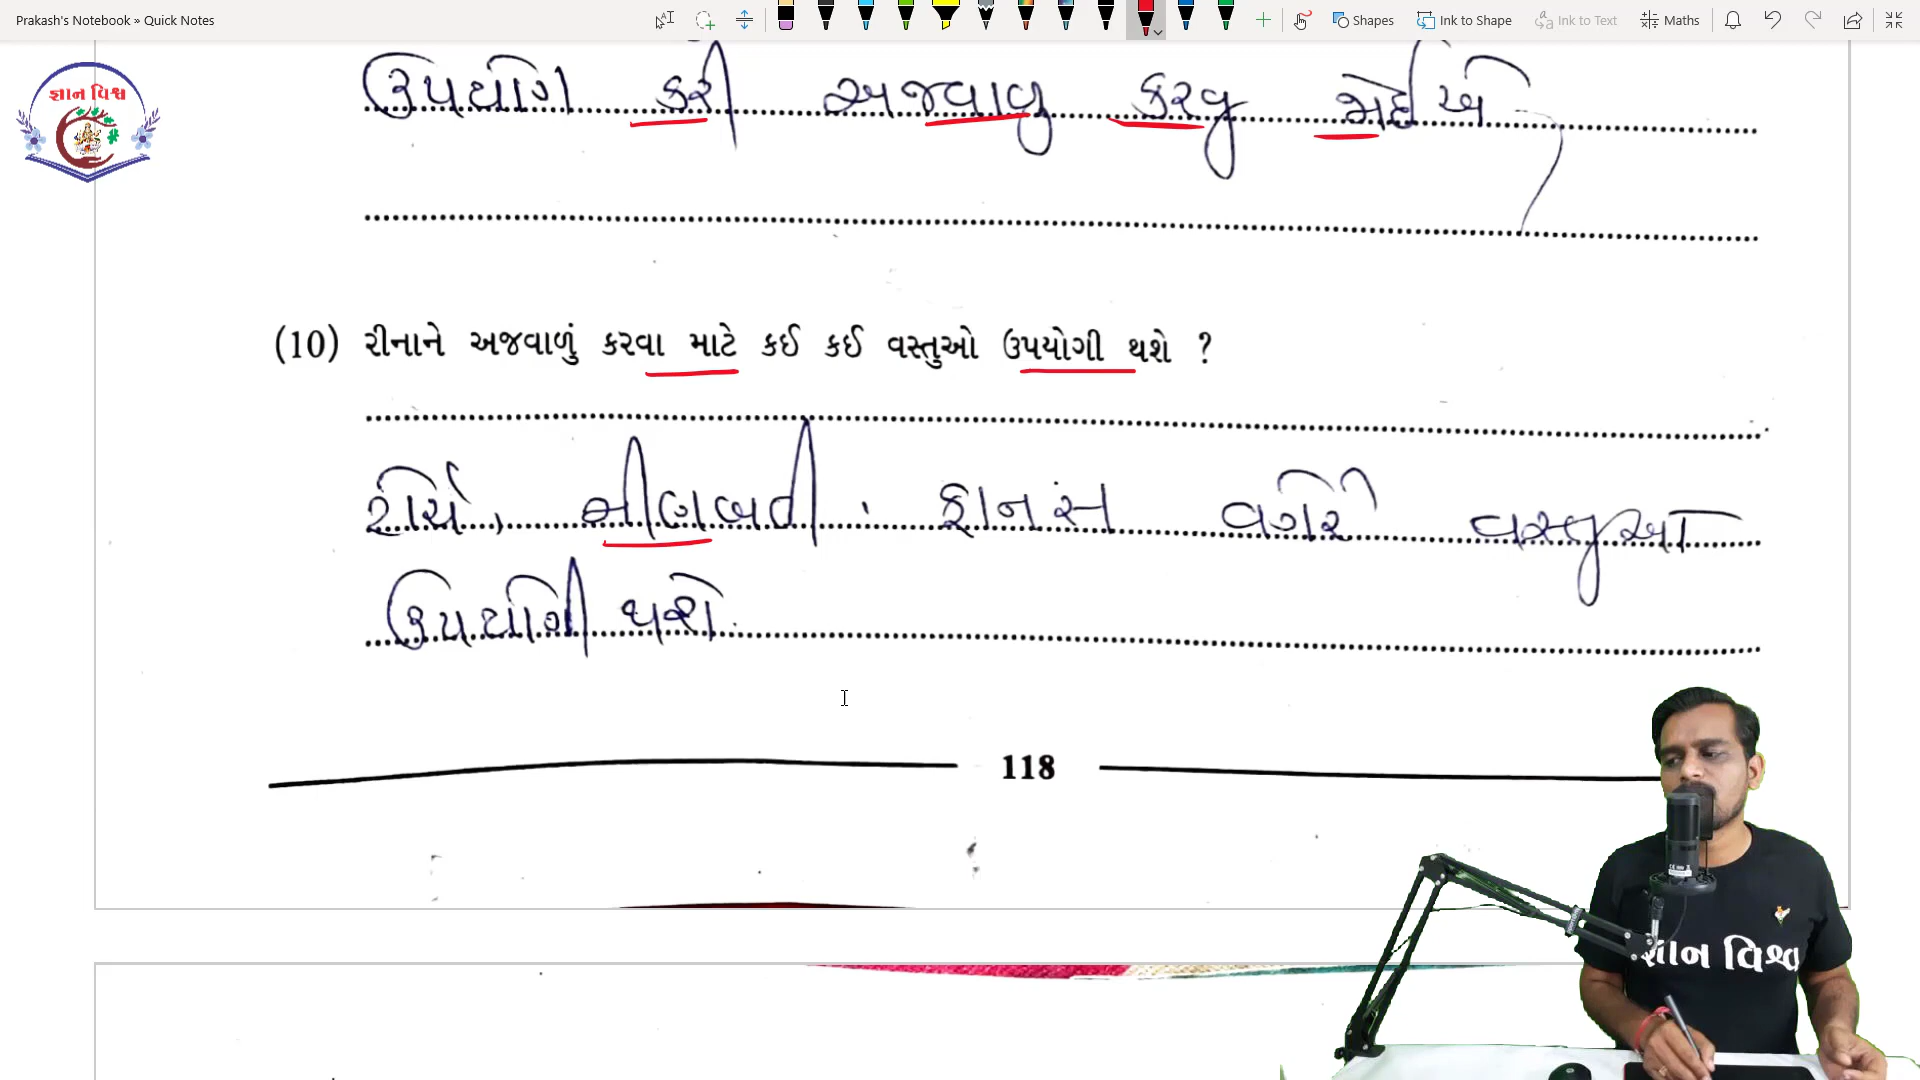 Prakash's Notebook » Quick Notes
Shapes
Ink to Shape
Ink to Text
Maths
જ્ઞાન વિશ્વ
ઉપયોગ કરી અજવાળુ કરવુ જોઈએ
(10) રીનાને અજવાળું કરવા માટે કઈ કઈ વસ્તુઓ ઉપયોગી થશે ?
ટોર્ચ, મીણબતી, ફાનસ વગેરે વસ્તુઓ
ઉપયોગી થશે.
118
જ્ઞાન વિશ્વ